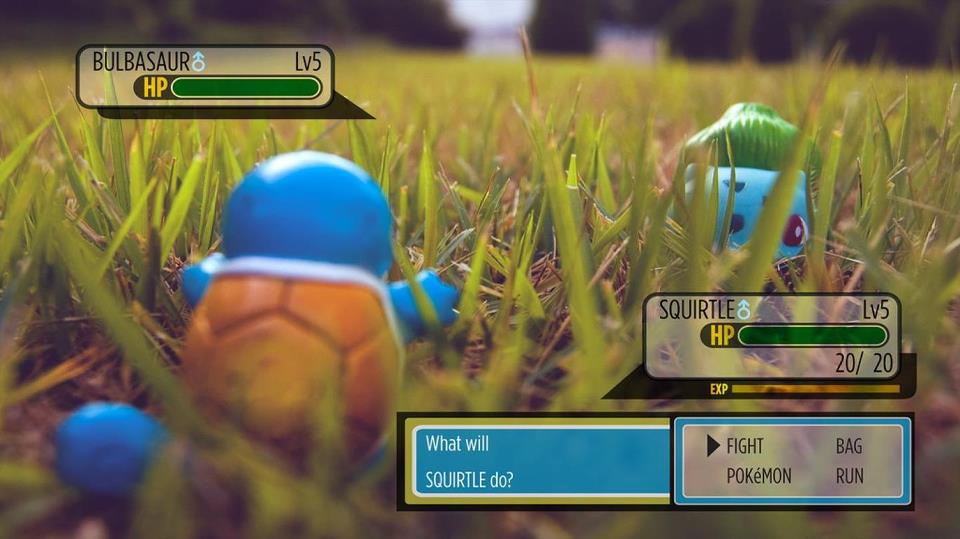 BULBASAUR♂ Lv5
HP
SQUIRTLE♂ Lv5
HP
20/ 20
EXP
What will
SQUIRTLE do?
FIGHT BAG
POKéMON RUN